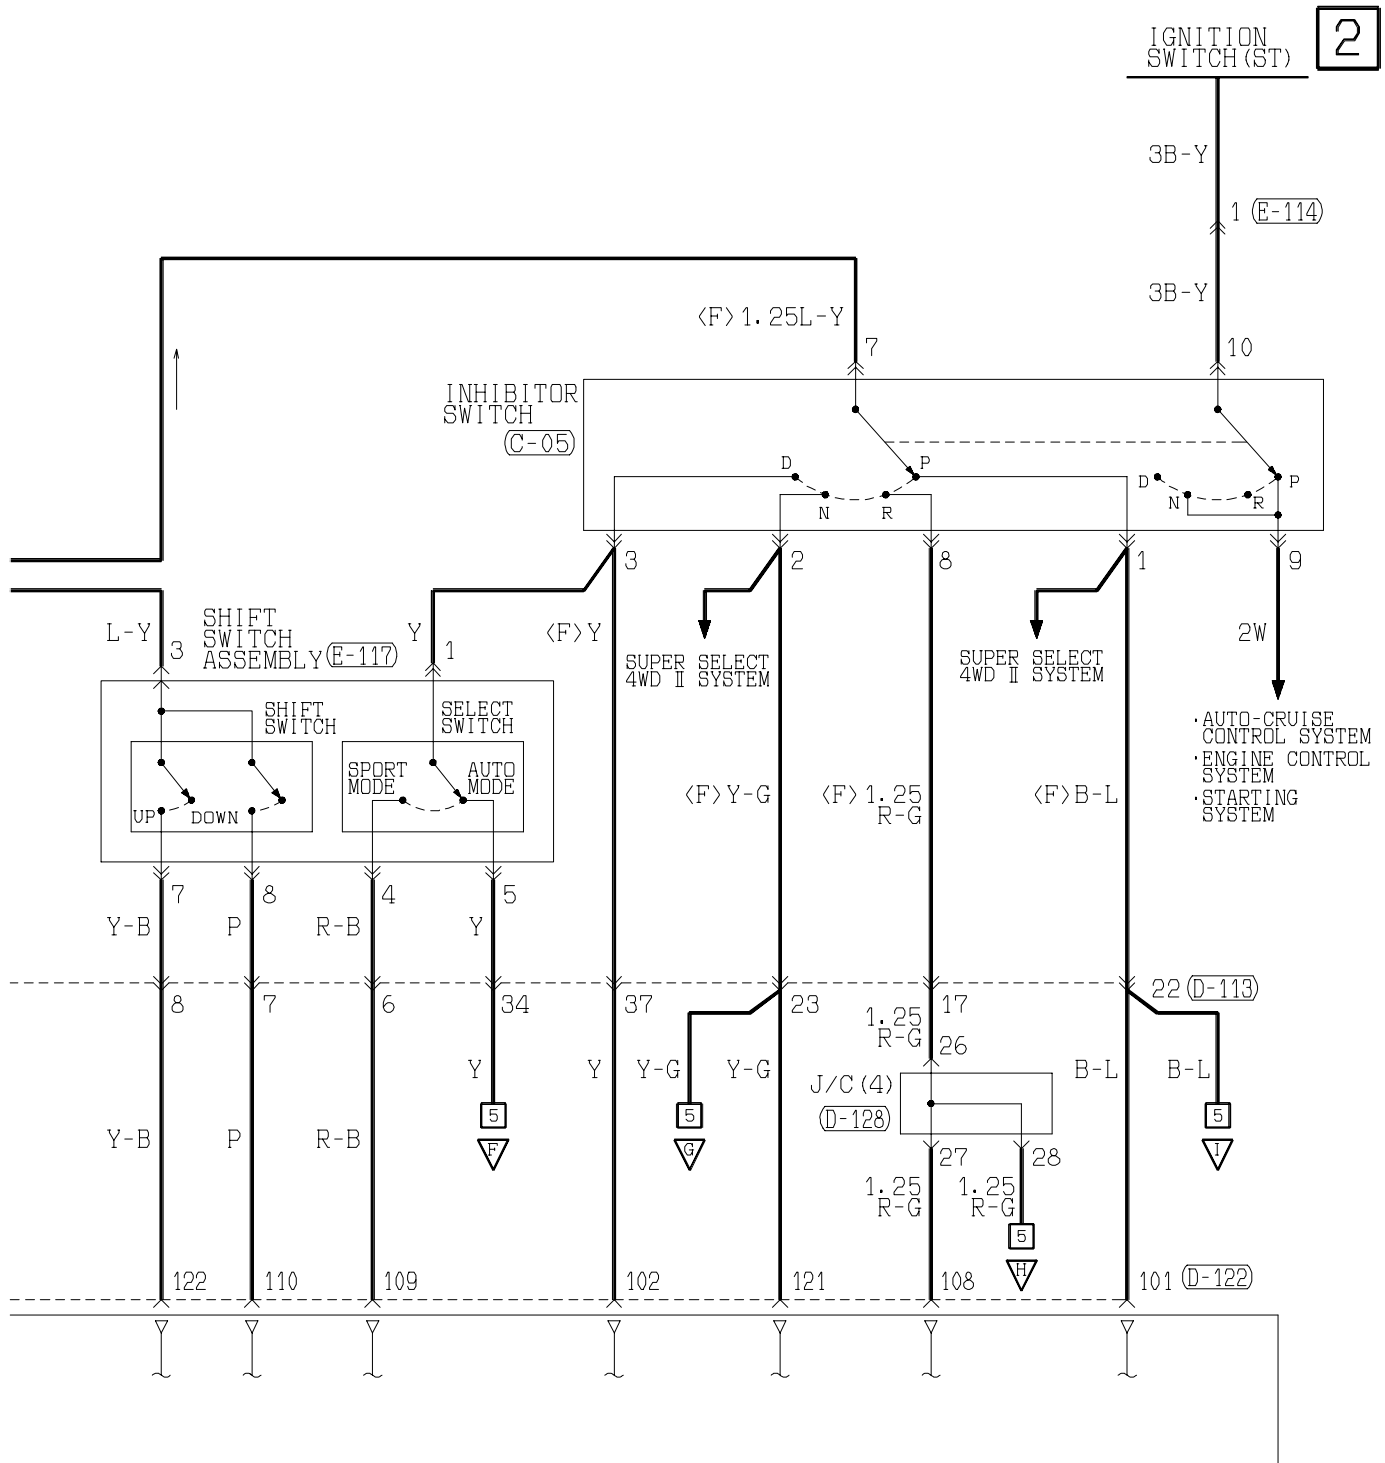 2
IGNITION
SWITCH(ST)
3B-Y
1 E-114
3B-Y
〈F〉1.25L-Y
7
10
INHIBITOR
SWITCH
C-05
D
P
N
R
D
P
N
R
3
2
8
1
9
L-Y
3
SHIFT
SWITCH
ASSEMBLY E-117
Y
1
〈F〉Y
SUPER SELECT
4WD Ⅱ SYSTEM
SUPER SELECT
4WD Ⅱ SYSTEM
2W
·AUTO-CRUISE
CONTROL SYSTEM
·ENGINE CONTROL
SYSTEM
·STARTING
SYSTEM
SHIFT
SWITCH
SELECT
SWITCH
SPORT
MODE
AUTO
MODE
UP
DOWN
〈F〉Y-G
〈F〉1.25
R-G
〈F〉B-L
7
8
4
5
Y-B
P
R-B
Y
8
7
6
34
37
23
17
22 D-113
1.25
R-G
26
Y
Y
Y-G
Y-G
B-L
B-L
J/C(4)
D-128
5
F
5
G
5
I
Y-B
P
R-B
27
28
1.25
R-G
1.25
R-G
5
H
122
110
109
102
121
108
101 D-122